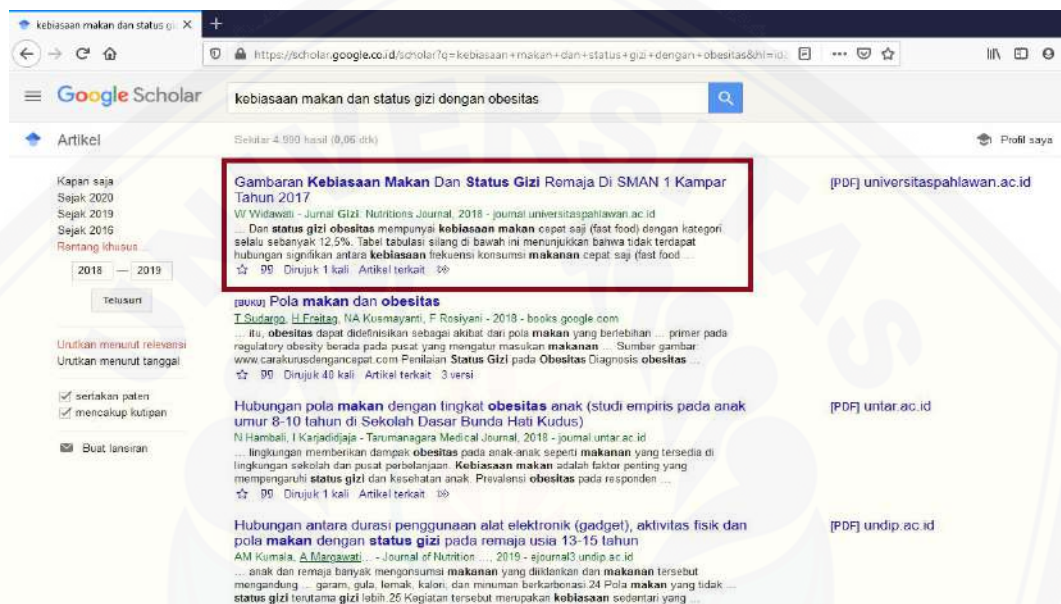 kebiasaan makan dan status gi
https://scholar.google.co.id/scholar?q=kebiasaan+makan+dan+status+gizi+dengan+obesitas&hl=id
Google Scholar
kebiasaan makan dan status gizi dengan obesitas
Artikel
Sekitar 4.990 hasil (0,06 dtk)
Profil saya
Kapan saja
Sejak 2020
Sejak 2019
Sejak 2016
Rentang khusus...
2018 — 2019
Telusuri
Urutkan menurut relevansi
Urutkan menurut tanggal
sertakan paten
mencakup kutipan
Buat lansiran
Gambaran Kebiasaan Makan Dan Status Gizi Remaja Di SMAN 1 Kampar
Tahun 2017
W Widawati - Jurnal Gizi: Nutritions Journal, 2018 - journal.universitaspahlawan.ac.id
... Dan status gizi obesitas mempunyai kebiasaan makan cepat saji (fast food) dengan kategori
selalu sebanyak 12,5%. Tabel tabulasi silang di bawah ini menunjukkan bahwa tidak terdapat
hubungan signifikan antara kebiasaan frekuensi konsumsi makanan cepat saji (fast food ...
Dirujuk 1 kali Artikel terkait
[PDF] universitaspahlawan.ac.id
[BUKU] Pola makan dan obesitas
T Sudargo, H Freitag, NA Kusmayanti, F Rosiyani - 2018 - books.google.com
... itu, obesitas dapat didefinisikan sebagai akibat dari pola makan yang berlebihan ... primer pada
regulatory obesity berada pada pusat yang mengatur masukan makanan ... Sumber gambar:
www.carakurusdengancepat.com Penilaian Status Gizi pada Obesitas Diagnosis obesitas ...
Dirujuk 40 kali Artikel terkait 3 versi
Hubungan pola makan dengan tingkat obesitas anak (studi empiris pada anak
umur 8-10 tahun di Sekolah Dasar Bunda Hati Kudus)
N Hambali, I Karjadidjaja - Tarumanagara Medical Journal, 2018 - journal.untar.ac.id
... lingkungan memberikan dampak obesitas pada anak-anak seperti makanan yang tersedia di
lingkungan sekolah dan pusat perbelanjaan. Kebiasaan makan adalah faktor penting yang
mempengaruhi status gizi dan kesehatan anak. Prevalensi obesitas pada responden ...
Dirujuk 1 kali Artikel terkait
[PDF] untar.ac.id
Hubungan antara durasi penggunaan alat elektronik (gadget), aktivitas fisik dan
pola makan dengan status gizi pada remaja usia 13-15 tahun
AM Kumala, A Margawati... - Journal of Nutrition ..., 2019 - ejournal3.undip.ac.id
... anak dan remaja banyak mengonsumsi makanan yang diiklankan dan makanan tersebut
mengandung ... garam, gula, lemak, kalori, dan minuman berkarbonasi.24 Pola makan yang tidak ...
status gizi terutama gizi lebih.25 Kegiatan tersebut merupakan kebiasaan sedentari yang ...
[PDF] undip.ac.id